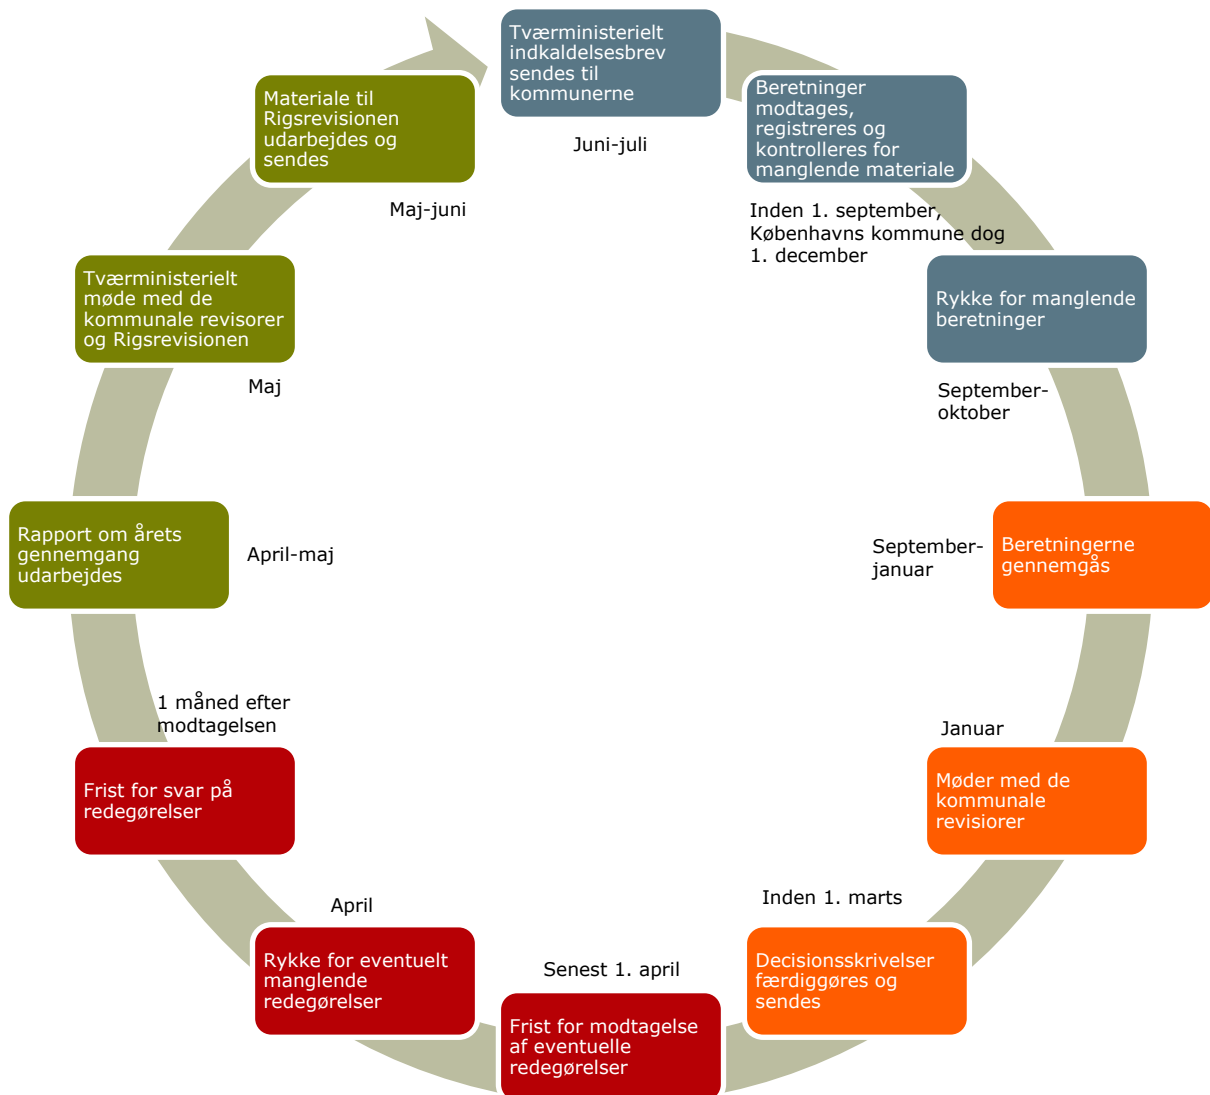 Tværministerielt
indkaldelsesbrev
sendes til
kommunerne
Juni-juli
Beretninger
modtages,
registreres og
kontrolleres for
manglende materiale
Inden 1. september,
Københavns kommune dog
1. december
Rykke for manglende
beretninger
September-
oktober
Beretningerne
gennemgås
September-
januar
Januar
Møder med de
kommunale
revisiorer
Inden 1. marts
Decisionsskrivelser
færdiggøres og
sendes
Senest 1. april
Frist for modtagelse
af eventuelle
redegørelser
April
Rykke for eventuelt
manglende
redegørelser
1 måned efter
modtagelsen
Frist for svar på
redegørelser
Rapport om årets
gennemgang
udarbejdes
April-maj
Tværministerielt
møde med de
kommunale revisorer
og Rigsrevisionen
Maj
Materiale til
Rigsrevisionen
udarbejdes og
sendes
Maj-juni